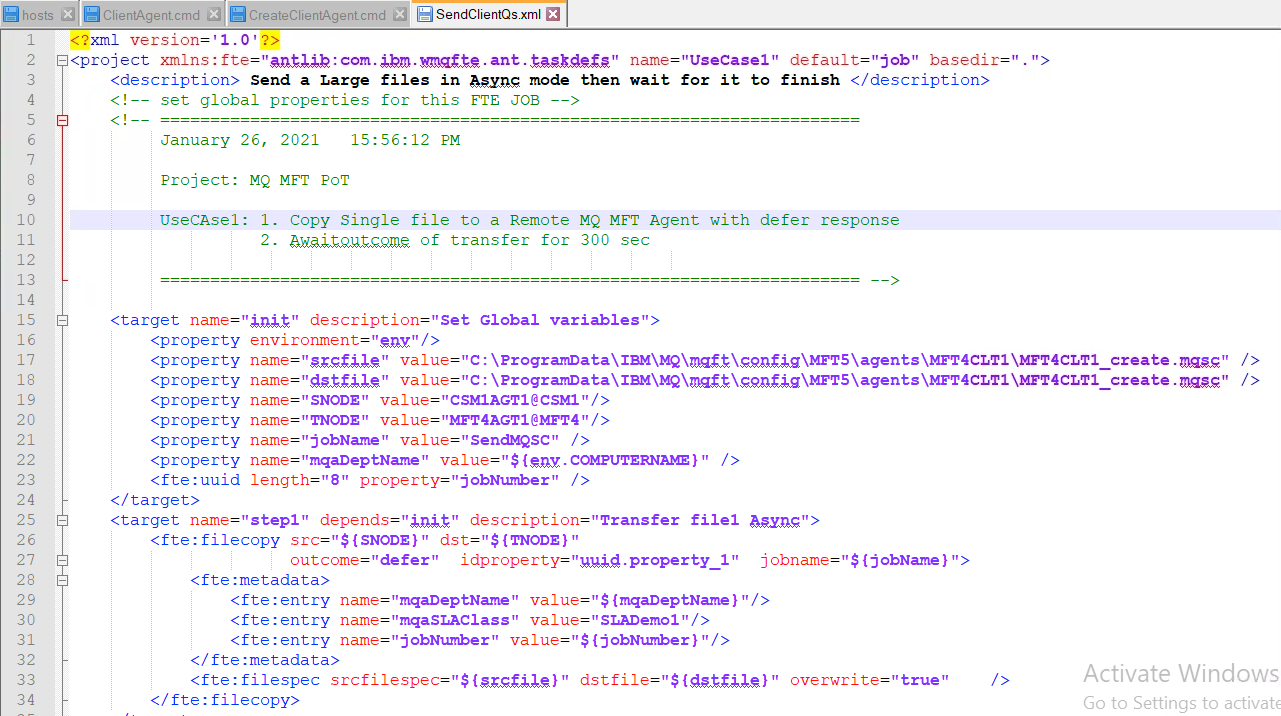 hosts ClientAgent.cmd CreateClientAgent.cmd SendClientQs.xml
1 <?xml version='1.0'?>
2 <project xmlns:fte="antlib:com.ibm.wmqfte.ant.taskdefs" name="UseCase1" default="job" basedir=".">
3 <description> Send a Large files in Async mode then wait for it to finish </description>
4 <!-- set global properties for this FTE JOB -->
5 <!-- ======================================================================
6 January 26, 2021 15:56:12 PM
7
8 Project: MQ MFT PoT
9
10 UseCAse1: 1. Copy Single file to a Remote MQ MFT Agent with defer response
11 2. Awaitoutcome of transfer for 300 sec
12
13 ====================================================================== -->
14
15 <target name="init" description="Set Global variables">
16 <property environment="env"/>
17 <property name="srcfile" value="C:\ProgramData\IBM\MQ\mqft\config\MFT5\agents\MFT4CLT1\MFT4CLT1_create.mqsc" />
18 <property name="dstfile" value="C:\ProgramData\IBM\MQ\mqft\config\MFT5\agents\MFT4CLT1\MFT4CLT1_create.mqsc" />
19 <property name="SNODE" value="CSM1AGT1@CSM1"/>
20 <property name="TNODE" value="MFT4AGT1@MFT4"/>
21 <property name="jobName" value="SendMQSC" />
22 <property name="mqaDeptName" value="${env.COMPUTERNAME}" />
23 <fte:uuid length="8" property="jobNumber" />
24 </target>
25 <target name="step1" depends="init" description="Transfer file1 Async">
26 <fte:filecopy src="${SNODE}" dst="${TNODE}"
27 outcome="defer" idproperty="uuid.property_1" jobname="${jobName}">
28 <fte:metadata>
29 <fte:entry name="mqaDeptName" value="${mqaDeptName}"/>
30 <fte:entry name="mqaSLAClass" value="SLADemo1"/>
31 <fte:entry name="jobNumber" value="${jobNumber}"/>
32 </fte:metadata>
33 <fte:filespec srcfilespec="${srcfile}" dstfile="${dstfile}" overwrite="true" />
34 </fte:filecopy>
Activate Windows
Go to Settings to activate